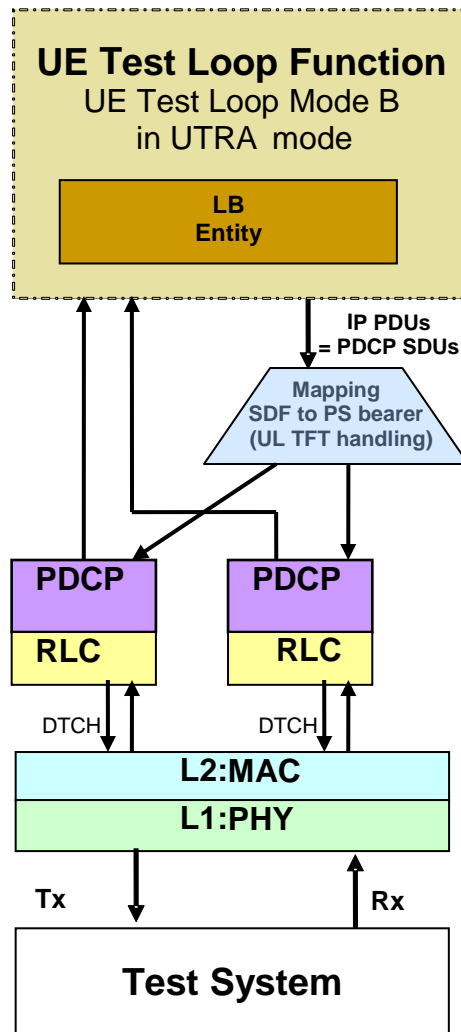 UE Test Loop Function
UE Test Loop Mode B
in UTRA mode
LB
Entity
IP PDUs
= PDCP SDUs
Mapping
SDF to PS bearer
(UL TFT handling)
PDCP
PDCP
RLC
RLC
DTCH
DTCH
L2:MAC
L1:PHY
Tx
Rx
Test System